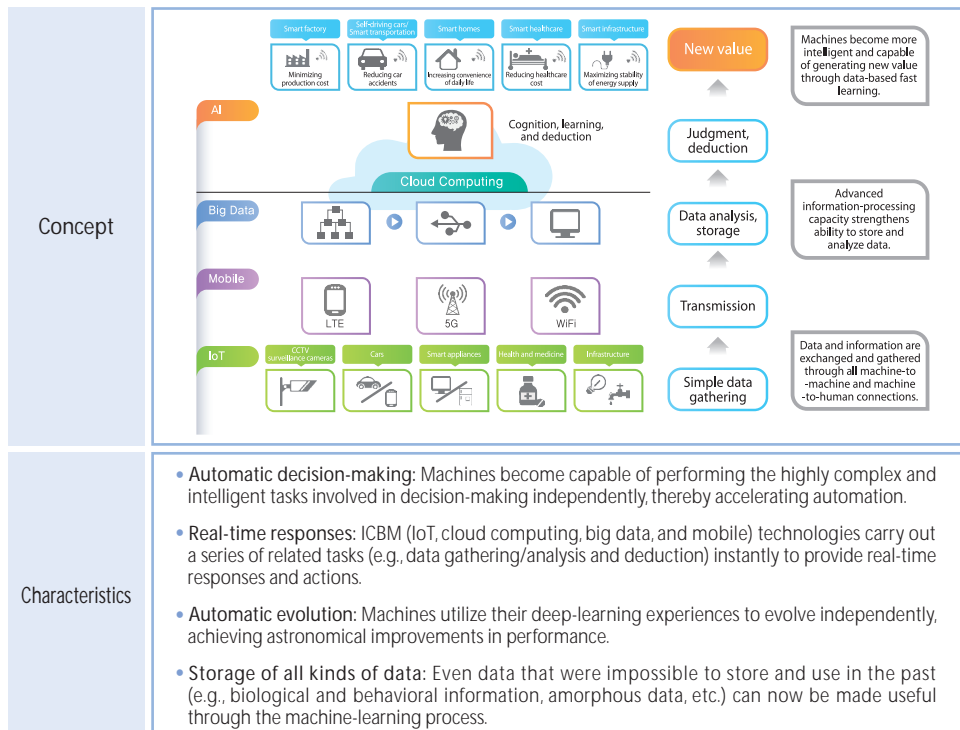 Concept
Smart factory
Minimizing
production cost
Self-driving cars/
Smart transportation
Reducing car
accidents
Smart homes
Increasing convenience
of daily life
Smart healthcare
Reducing healthcare
cost
Smart infrastructure
Maximizing stability
of energy supply
New value
Machines become more
intelligent and capable
of generating new value
through data-based fast
learning.
AI
Cognition, learning,
and deduction
Judgment,
deduction
Cloud Computing
Big Data
Data analysis,
storage
Advanced
information-processing
capacity strengthens
ability to store and
analyze data.
Mobile
LTE
5G
WiFi
Transmission
IoT
CCTV
surveillance cameras
Cars
Smart appliances
Health and medicine
Infrastructure
Simple data
gathering
Data and information are
exchanged and gathered
through all machine-to
-machine and machine
-to-human connections.
Characteristics
• Automatic decision-making: Machines become capable of performing the highly complex and
intelligent tasks involved in decision-making independently, thereby accelerating automation.
• Real-time responses: ICBM (IoT, cloud computing, big data, and mobile) technologies carry out
a series of related tasks (e.g., data gathering/analysis and deduction) instantly to provide real-time
responses and actions.
• Automatic evolution: Machines utilize their deep-learning experiences to evolve independently,
achieving astronomical improvements in performance.
• Storage of all kinds of data: Even data that were impossible to store and use in the past
(e.g., biological and behavioral information, amorphous data, etc.) can now be made useful
through the machine-learning process.